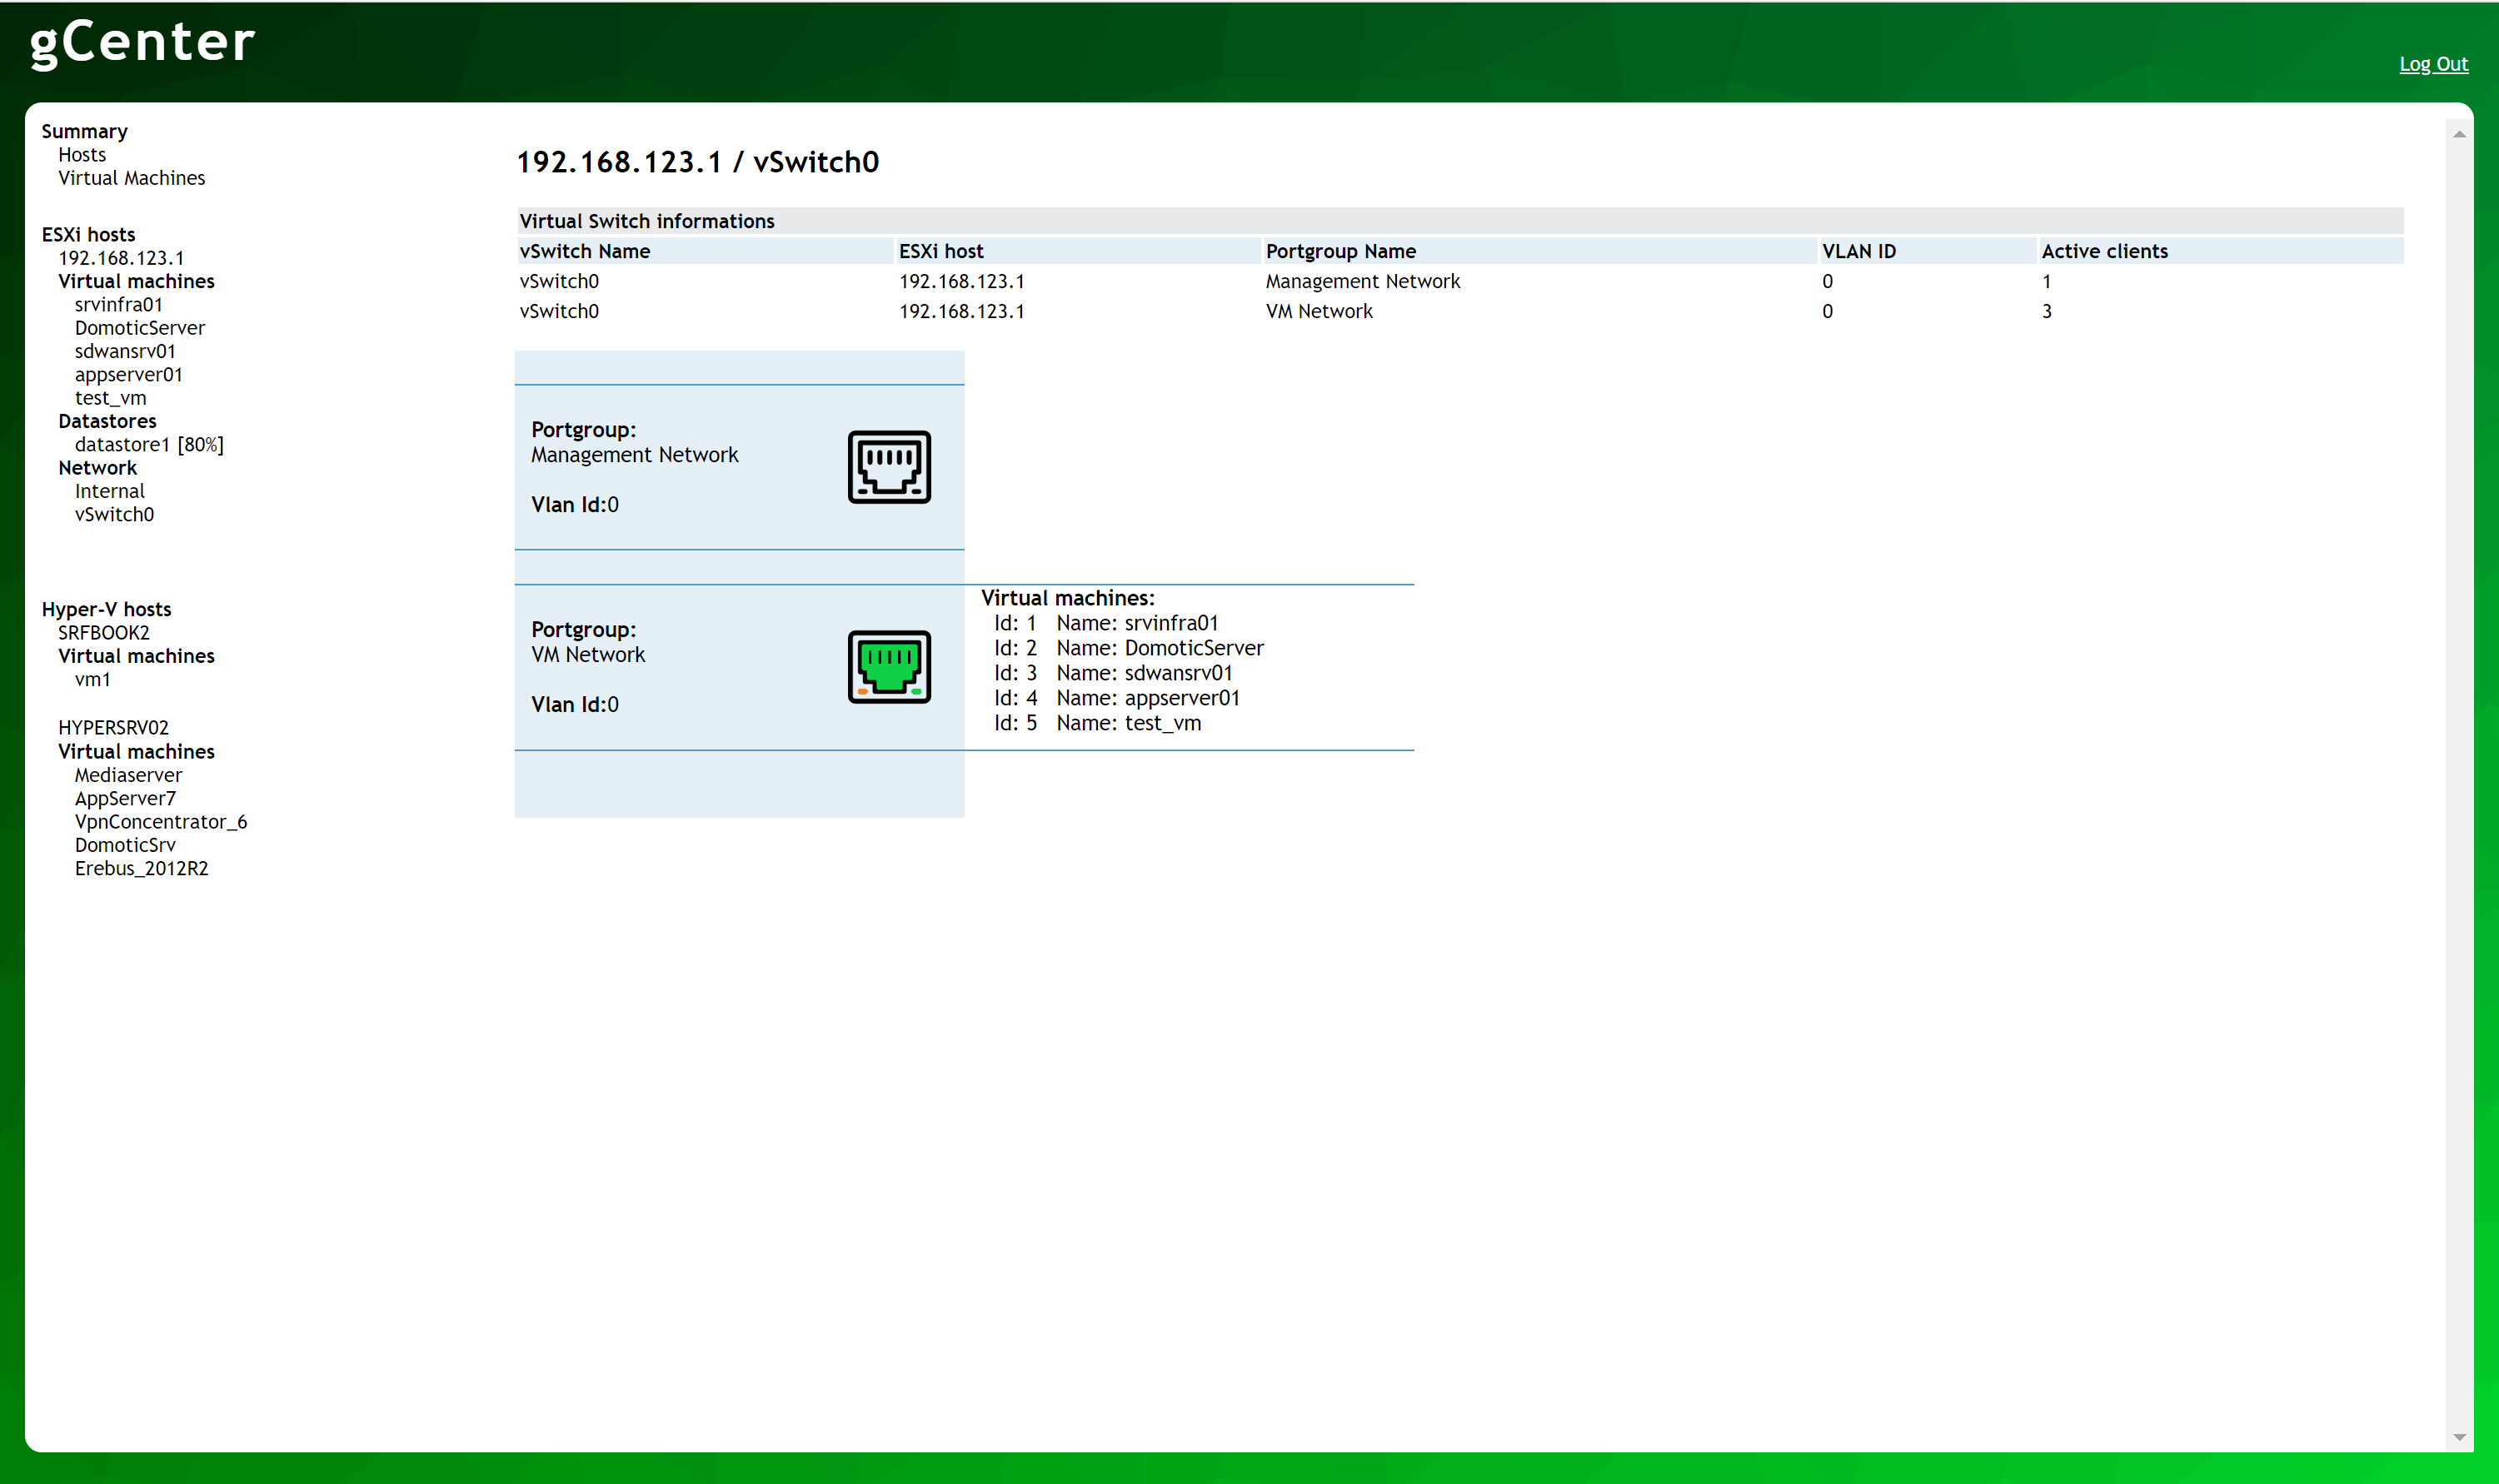 gCenter
Log Out
Summary
Hosts
Virtual Machines
ESXi hosts
192.168.123.1
Virtual machines
srvinfra01
DomoticServer
sdwansrv01
appserver01
test_vm
Datastores
datastore1 [80%]
Network
Internal
vSwitch0
Hyper-V hosts
SRFBOOK2
Virtual machines
vm1
HYPERSRV02
Virtual machines
Mediaserver
AppServer7
VpnConcentrator_6
DomoticSrv
Erebus_2012R2
192.168.123.1 / vSwitch0
Virtual Switch informations
vSwitch Name ESXi host Portgroup Name VLAN ID Active clients
vSwitch0 192.168.123.1 Management Network 0 1
vSwitch0 192.168.123.1 VM Network 0 3
Portgroup:
Management Network
Vlan Id:0
Portgroup:
VM Network
Vlan Id:0
Virtual machines:
Id: 1 Name: srvinfra01
Id: 2 Name: DomoticServer
Id: 3 Name: sdwansrv01
Id: 4 Name: appserver01
Id: 5 Name: test_vm